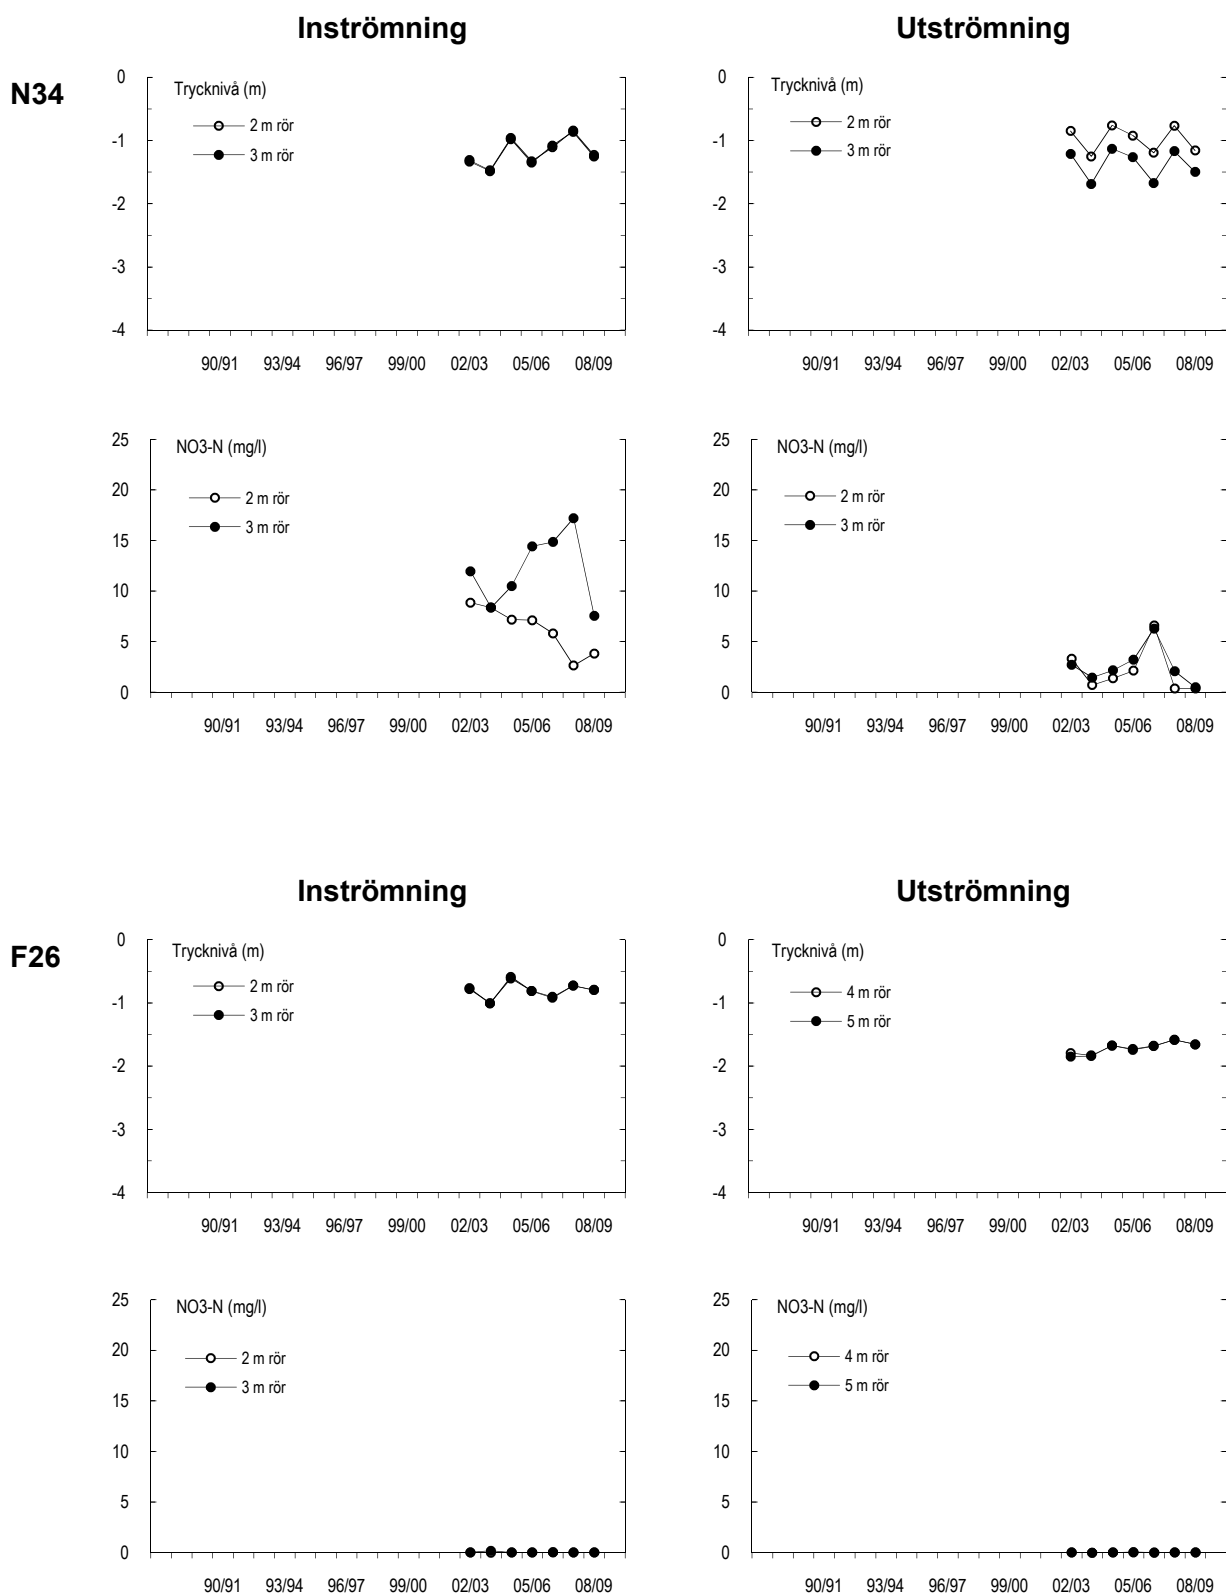 Inströmning Utströmning
N34
0
-1
-2
-3
-4
Trycknivå (m)
2 m rör
3 m rör
90/91 93/94 96/97 99/00 02/03 05/06 08/09
0
-1
-2
-3
-4
Trycknivå (m)
2 m rör
3 m rör
90/91 93/94 96/97 99/00 02/03 05/06 08/09
25
20
15
10
5
0
NO3-N (mg/l)
2 m rör
3 m rör
90/91 93/94 96/97 99/00 02/03 05/06 08/09
25
20
15
10
5
0
NO3-N (mg/l)
2 m rör
3 m rör
90/91 93/94 96/97 99/00 02/03 05/06 08/09
Inströmning Utströmning
F26
0
-1
-2
-3
-4
Trycknivå (m)
2 m rör
3 m rör
90/91 93/94 96/97 99/00 02/03 05/06 08/09
0
-1
-2
-3
-4
Trycknivå (m)
4 m rör
5 m rör
90/91 93/94 96/97 99/00 02/03 05/06 08/09
25
20
15
10
5
0
NO3-N (mg/l)
2 m rör
3 m rör
90/91 93/94 96/97 99/00 02/03 05/06 08/09
25
20
15
10
5
0
NO3-N (mg/l)
4 m rör
5 m rör
90/91 93/94 96/97 99/00 02/03 05/06 08/09